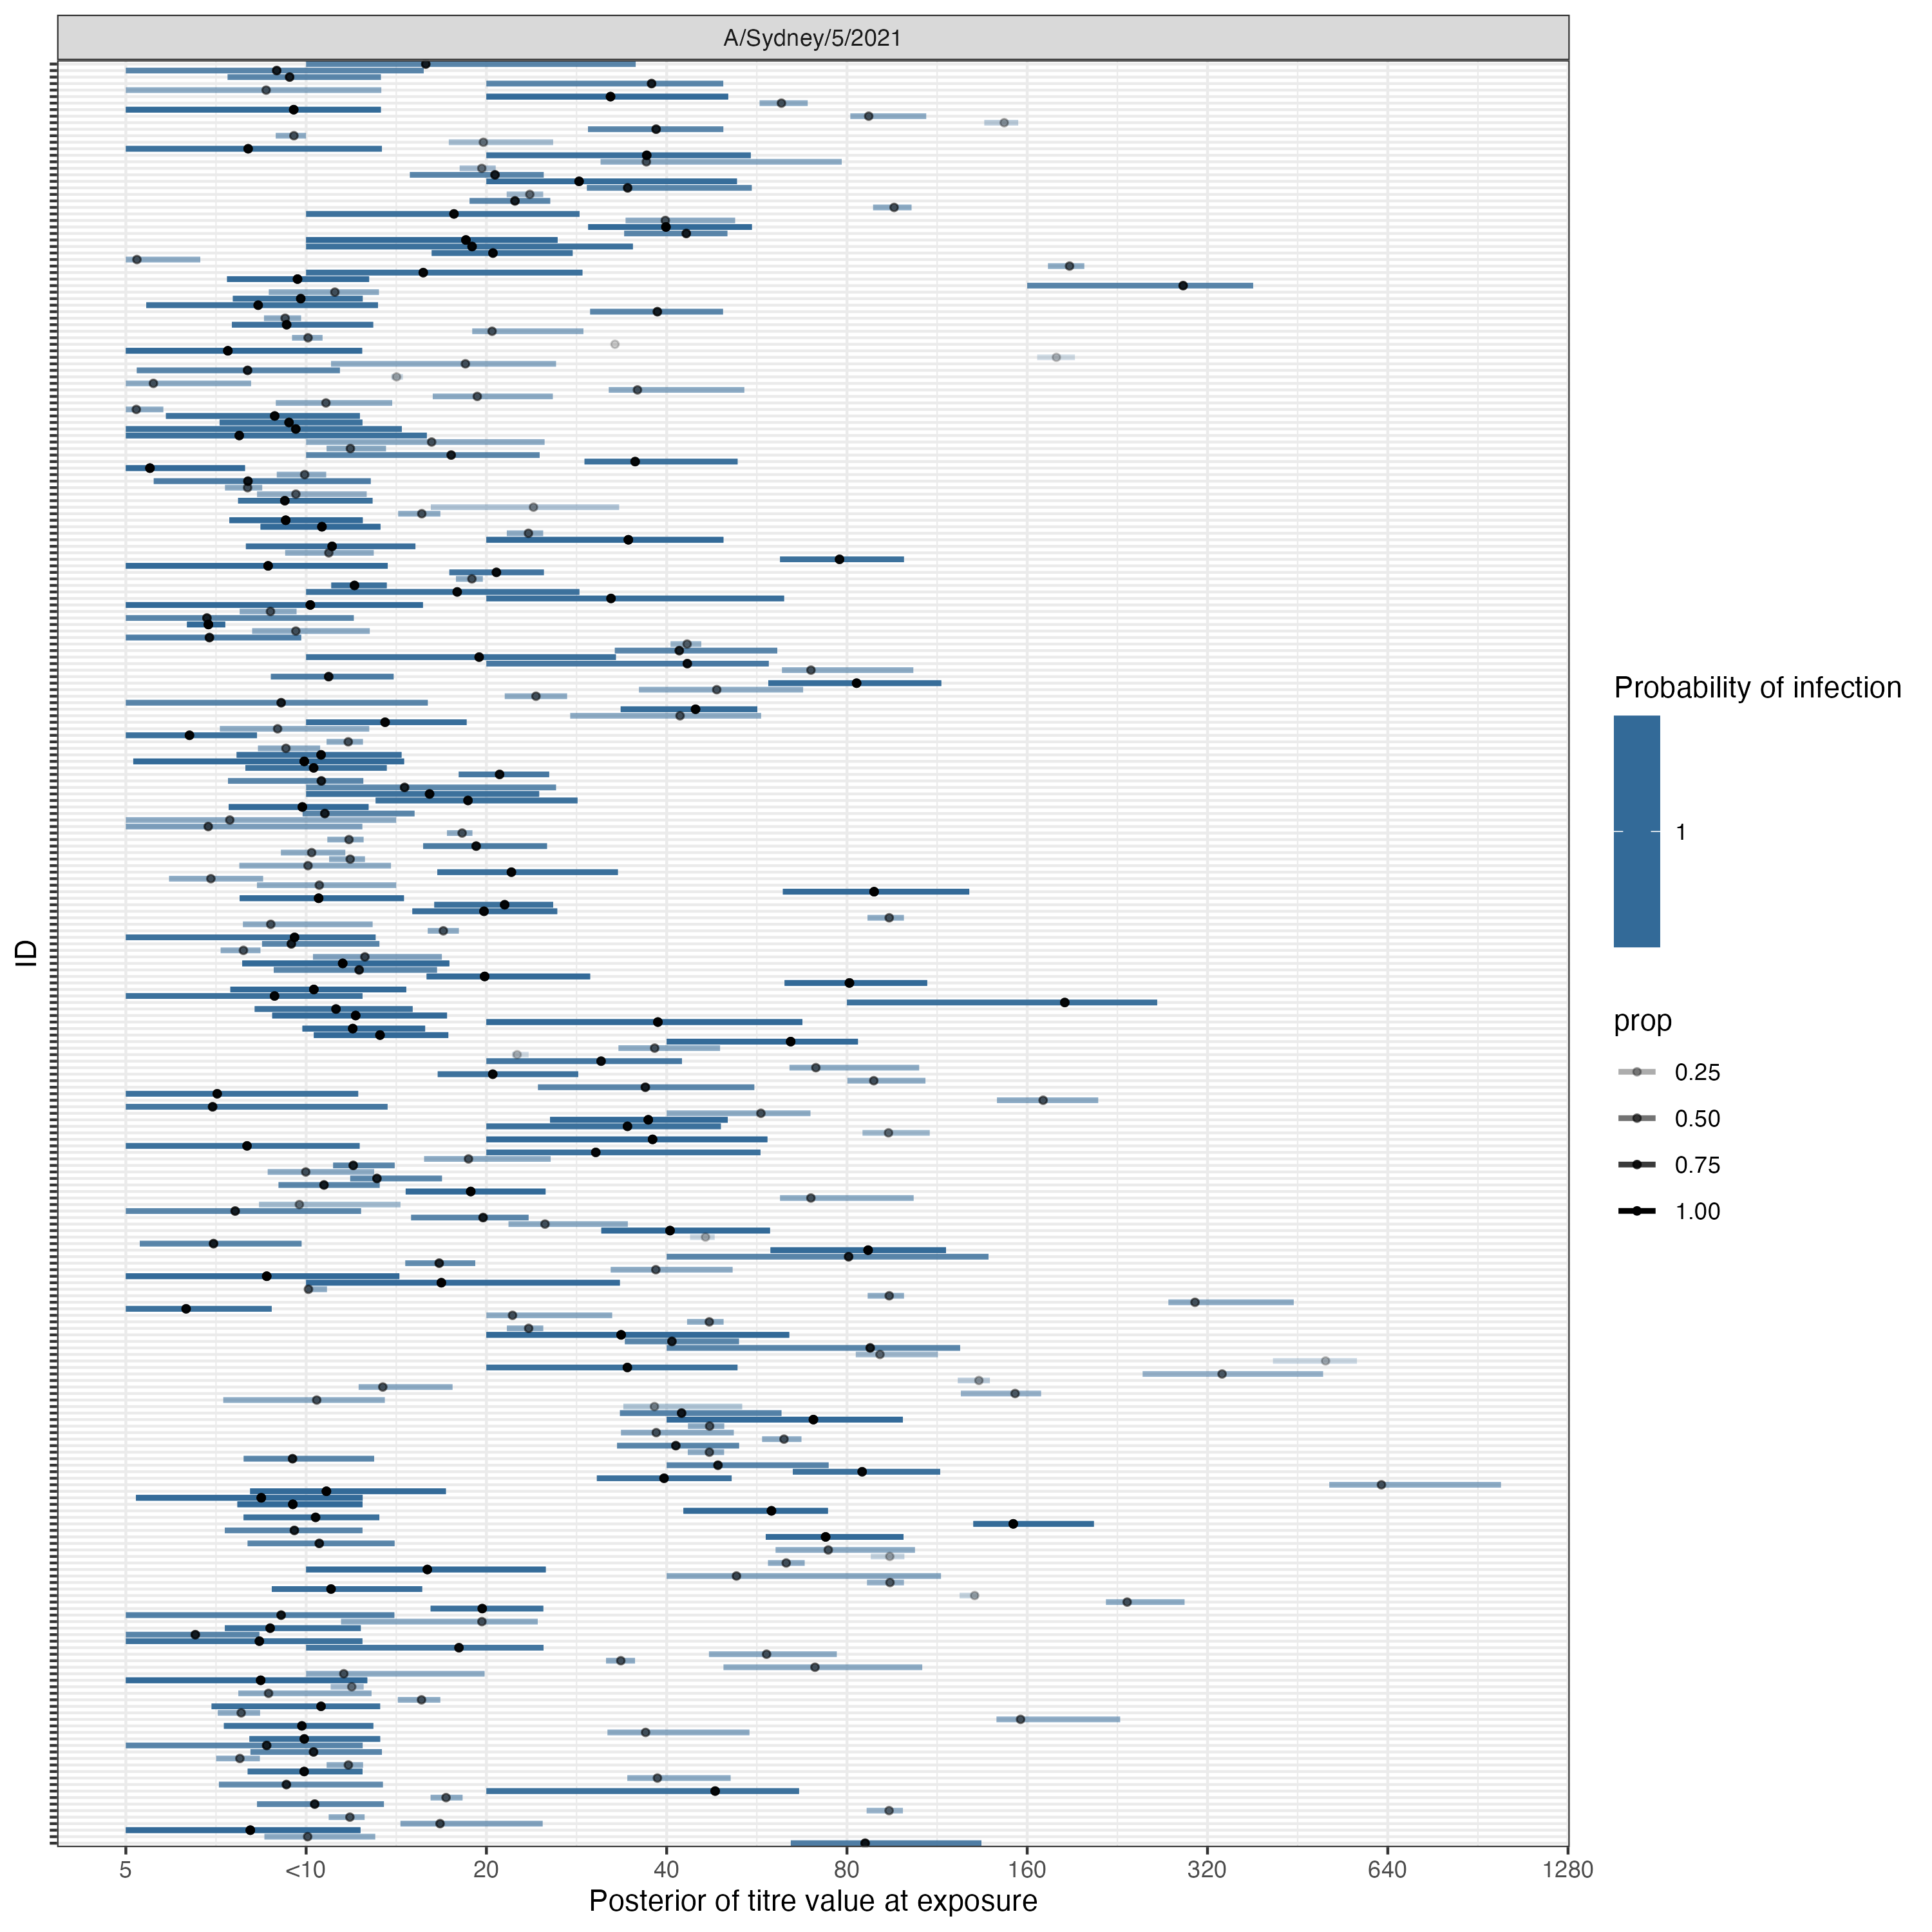 A/Sydney/5/2021
ID
5
<10
20
40
80
160
320
640
1280
Posterior of titre value at exposure
Probability of infection
1
prop
0.25
0.50
0.75
1.00